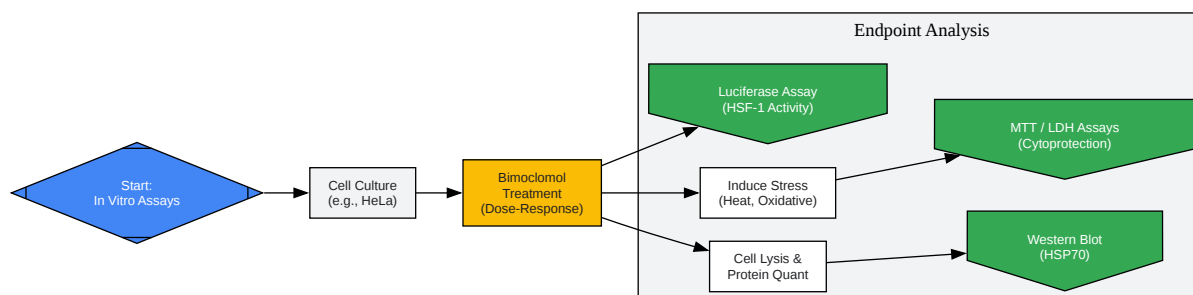 Endpoint Analysis
Luciferase Assay
(HSF-1 Activity)
MTT / LDH Assays
(Cytoprotection)
Start:
In Vitro Assays
Cell Culture
(e.g., HeLa)
Bimoclomol
Treatment
(Dose-Response)
Induce Stress
(Heat, Oxidative)
Cell Lysis &
Protein Quant
Western Blot
(HSP70)